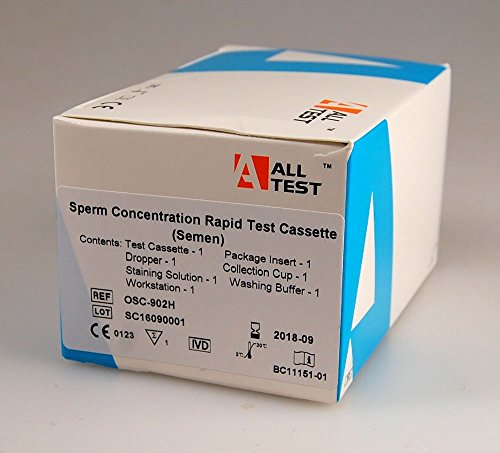 ALL
TEST™
Sperm Concentration Rapid Test Cassette
(Semen)
Contents: Test Cassette - 1 Package Insert - 1
Dropper - 1 Collection Cup - 1
Staining Solution - 1 Washing Buffer - 1
Workstation - 1
REF OSC-902H
LOT SC16090001
CE 0123 1 IVD 2°C 30°C 2018-09
BC11151-01